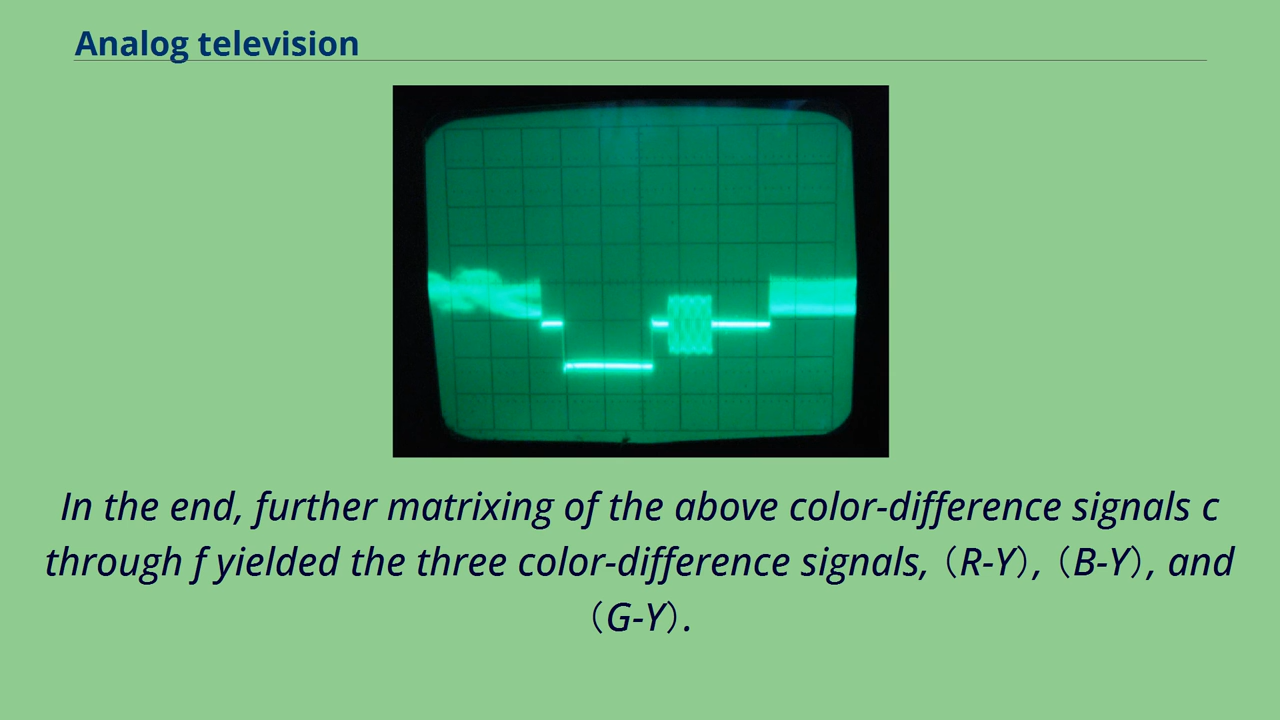 Analog television
In the end, further matrixing of the above color-difference signals c
through f yielded the three color-difference signals,（R-Y）,（B-Y）, and
（G-Y）.